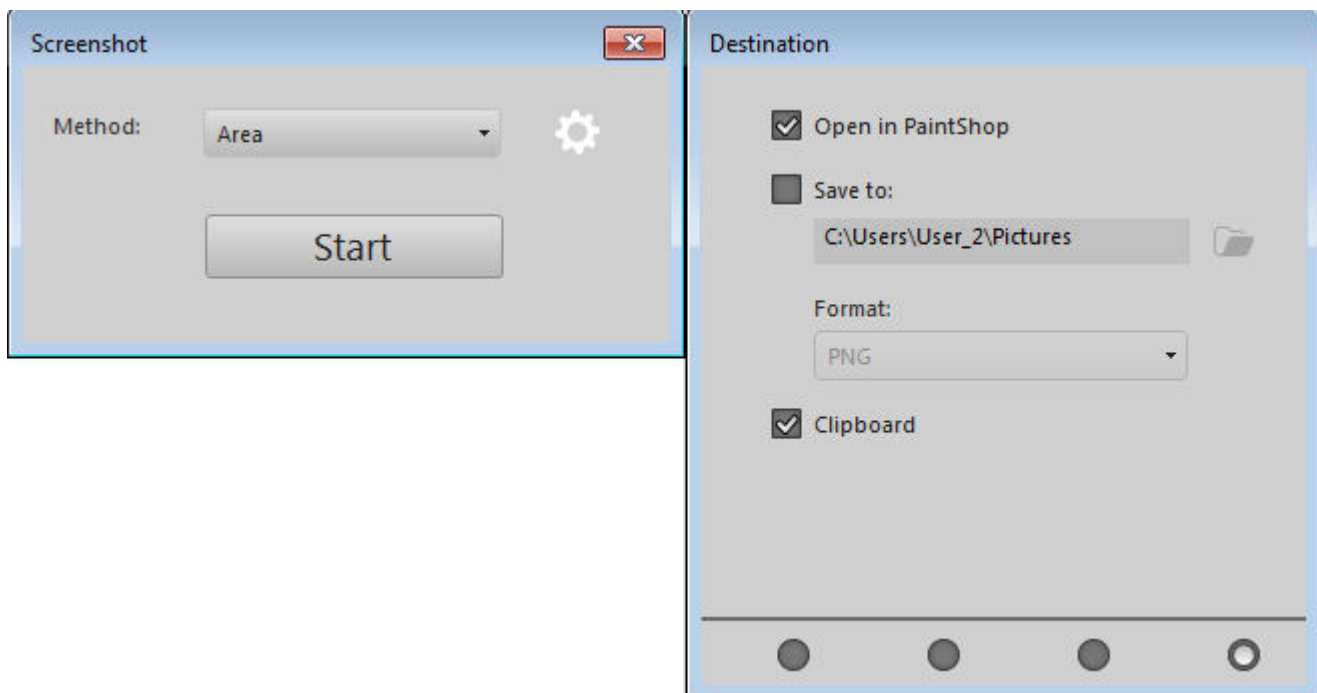 Screenshot
Method:
Area
Start
Destination
Open in PaintShop
Save to:
C:\Users\User_2\Pictures
Format:
PNG
Clipboard